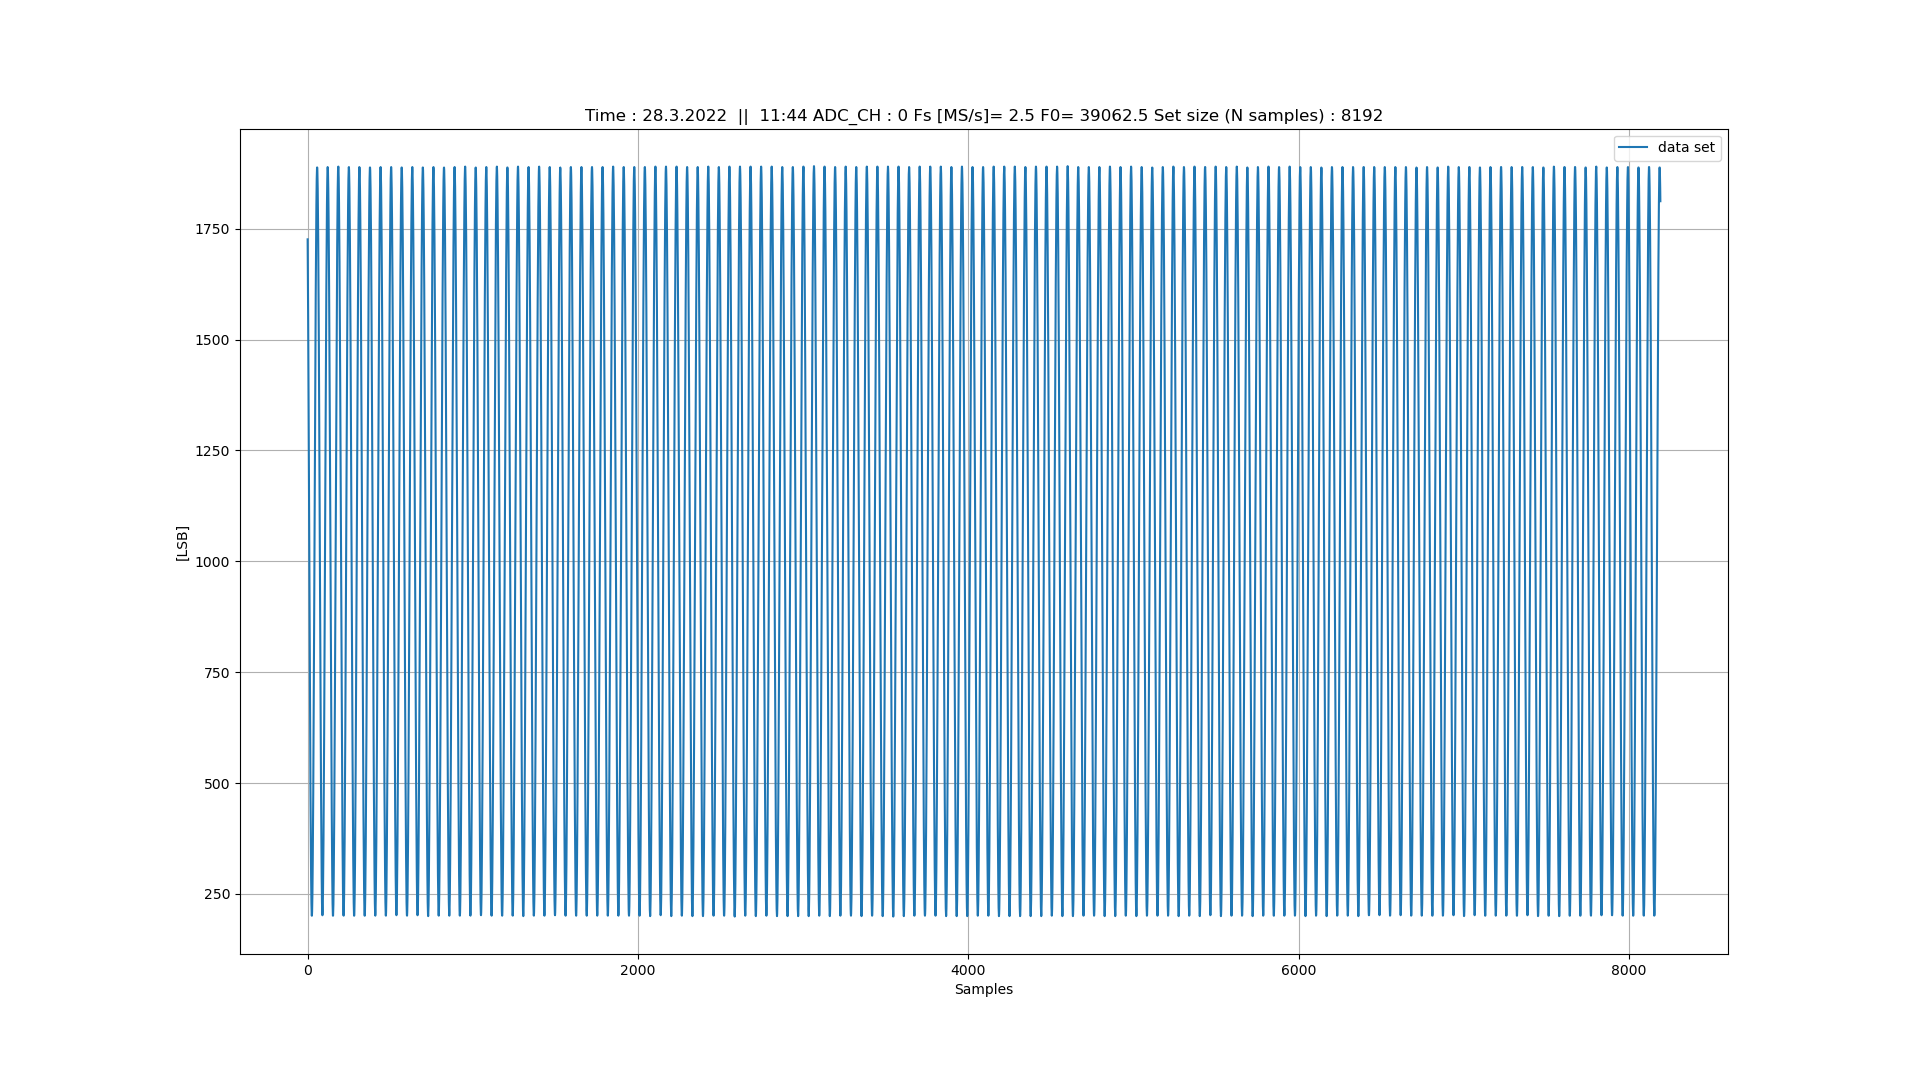 Time : 28.3.2022  ||  11:44 ADC_CH : 0 Fs [MS/s]= 2.5 F0= 39062.5 Set size (N samples) : 8192
data set
1750
1500
1250
1000
750
500
250
[LSB]
0 2000 4000 6000 8000
Samples